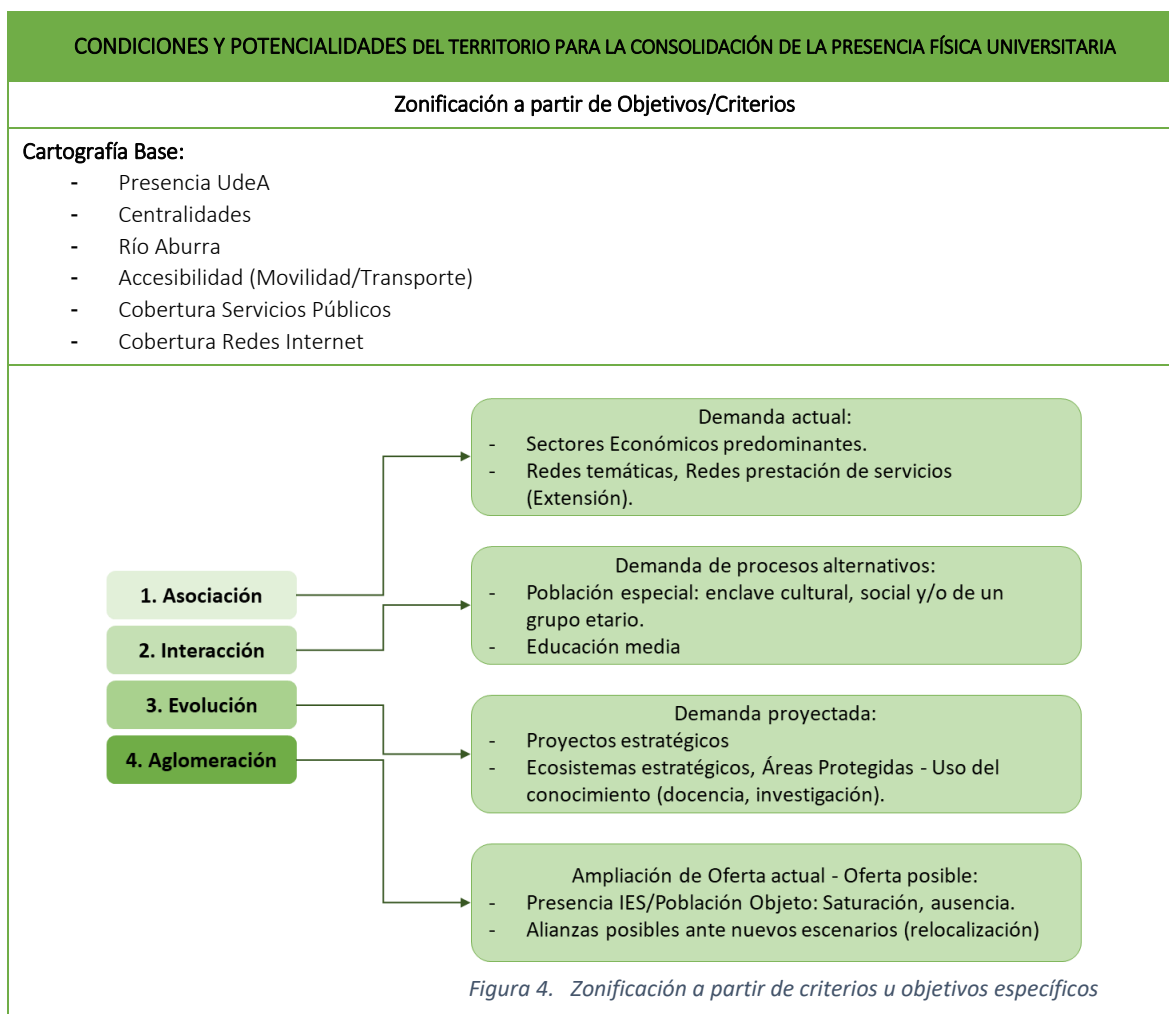 CONDICIONES Y POTENCIALIDADES DEL TERRITORIO PARA LA CONSOLIDACIÓN DE LA PRESENCIA FÍSICA UNIVERSITARIA
Zonificación a partir de Objetivos/Criterios
Cartografía Base:
- Presencia UdeA
- Centralidades
- Río Aburra
- Accesibilidad (Movilidad/Transporte)
- Cobertura Servicios Públicos
- Cobertura Redes Internet
1. Asociación
2. Interacción
3. Evolución
4. Aglomeración
Demanda actual:
- Sectores Económicos predominantes.
- Redes temáticas, Redes prestación de servicios
(Extensión).
Demanda de procesos alternativos:
- Población especial: enclave cultural, social y/o de un
grupo etario.
- Educación media
Demanda proyectada:
- Proyectos estratégicos
- Ecosistemas estratégicos, Áreas Protegidas - Uso del
conocimiento (docencia, investigación).
Ampliación de Oferta actual - Oferta posible:
- Presencia IES/Población Objeto: Saturación, ausencia.
- Alianzas posibles ante nuevos escenarios (relocalización)
Figura 4. Zonificación a partir de criterios u objetivos específicos